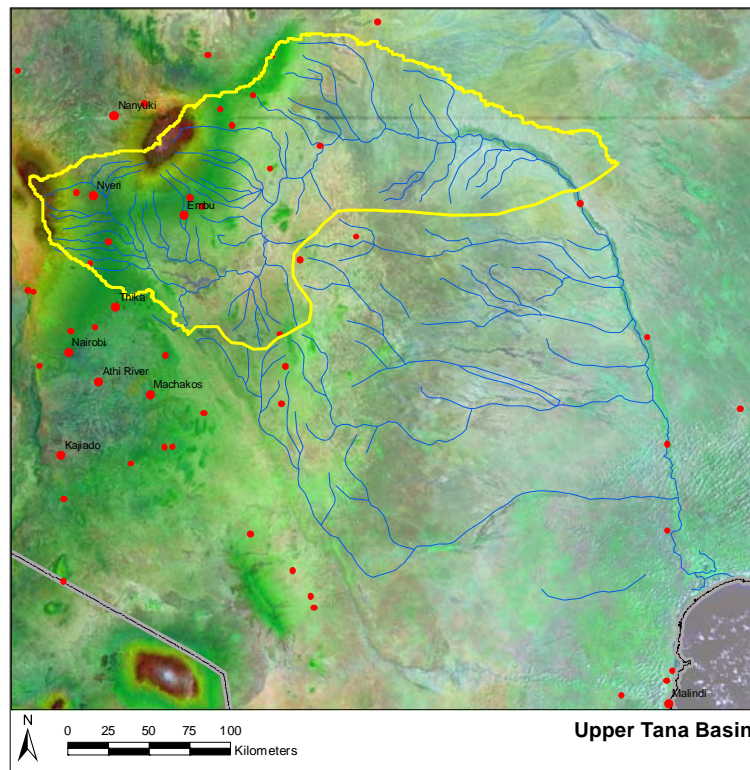 Nanyuki
Nyeri
Embu
Thika
Nairobi
Athi River
Machakos
Kajiado
Malindi
N
0 25 50 75 100
Kilometers
Upper Tana Basin